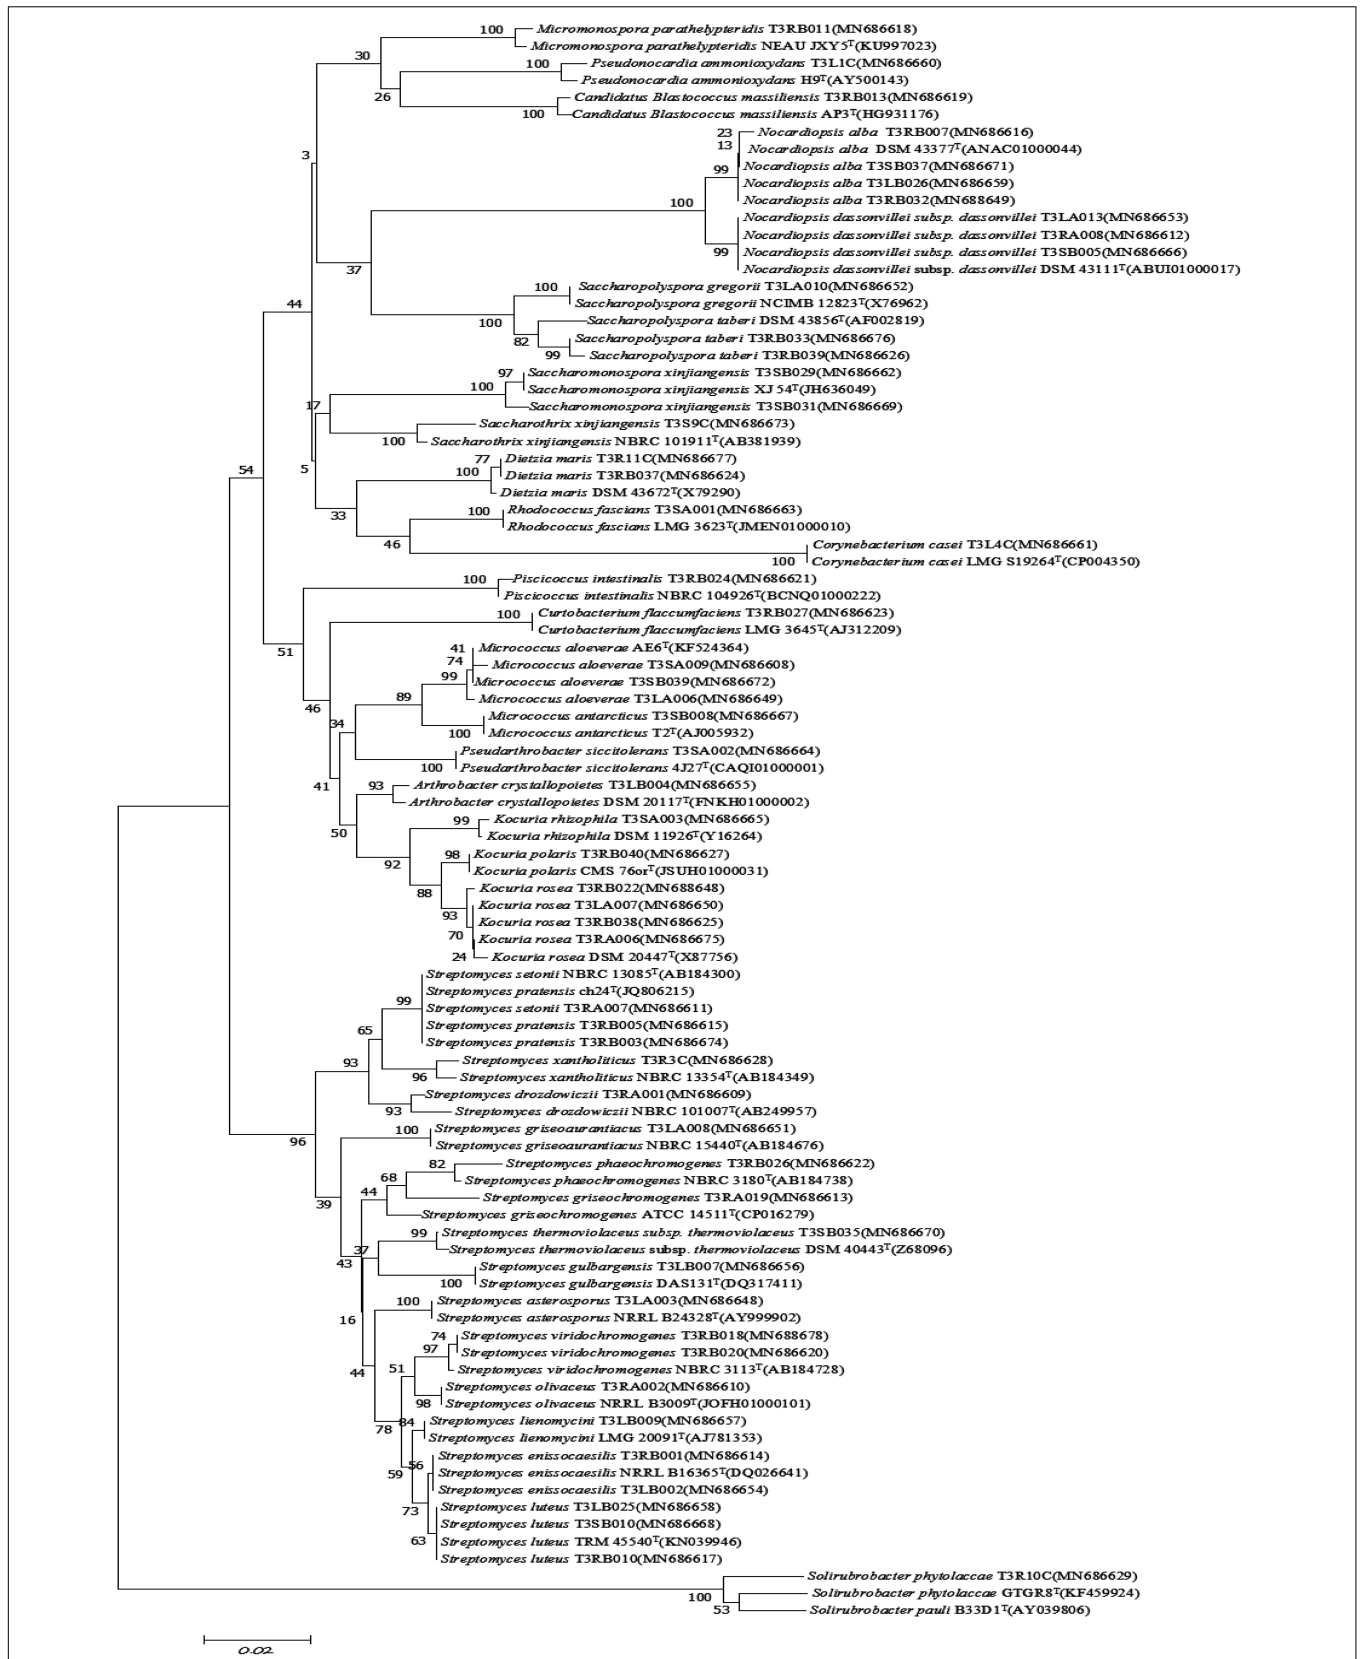 Micromonospora parathelypteridis T3RB011(MN686618)
100
Micromonospora parathelypteridis NEAU JXY5T(KU997023)
30
Pseudonocardia ammonioxydans T3L1C(MN686660)
100
Pseudonocardia ammonioxydans H9T(AY500143)
26
Candidatus Blastococcus massiliensis T3RB013(MN686619)
100
Candidatus Blastococcus massiliensis AP3T(HG931176)
23
Nocardiopsis alba T3RB007(MN686616)
13
Nocardiopsis alba DSM 43377T(ANAC01000044)
3
Nocardiopsis alba T3SB037(MN686671)
99
Nocardiopsis alba T3LB026(MN686659)
Nocardiopsis alba T3RB032(MN688649)
100
Nocardiopsis dassonvillei subsp. dassonvillei T3LA013(MN686653)
Nocardiopsis dassonvillei subsp. dassonvillei T3RA008(MN686612)
99
Nocardiopsis dassonvillei subsp. dassonvillei T3SB005(MN686666)
37
Nocardiopsis dassonvillei subsp. dassonvillei DSM 43111T(ABUI01000017)
100
Saccharopolyspora gregorii T3LA010(MN686652)
44
Saccharopolyspora gregorii NCIMB 12823T(X76962)
100
Saccharopolyspora taberi DSM 43856T(AF002819)
82
Saccharopolyspora taberi T3RB033(MN686676)
99
Saccharopolyspora taberi T3RB039(MN686626)
97
Saccharomonospora xinjiangensis T3SB029(MN686662)
100
Saccharomonospora xinjiangensis XJ 54T(JH636049)
17
Saccharomonospora xinjiangensis T3SB031(MN686669)
Saccharothrix xinjiangensis T3S9C(MN686673)
100
Saccharothrix xinjiangensis NBRC 101911T(AB381939)
77
Dietzia maris T3R11C(MN686677)
54
5
100
Dietzia maris T3RB037(MN686624)
Dietzia maris DSM 43672T(X79290)
33
100
Rhodococcus fascians T3SA001(MN686663)
Rhodococcus fascians LMG 3623T(JMEN01000010)
46
Corynebacterium casei T3L4C(MN686661)
100
Corynebacterium casei LMG S19264T(CP004350)
100
Piscicoccus intestinalis T3RB024(MN686621)
Piscicoccus intestinalis NBRC 104926T(BCNQ01000222)
100
Curtobacterium flaccumfaciens T3RB027(MN686623)
Curtobacterium flaccumfaciens LMG 3645T(AJ312209)
51
41
Micrococcus aloeverae AE6T(KF524364)
74
Micrococcus aloeverae T3SA009(MN686608)
99
Micrococcus aloeverae T3SB039(MN686672)
89
Micrococcus aloeverae T3LA006(MN686649)
46
Micrococcus antarcticus T3SB008(MN686667)
34
100
Micrococcus antarcticus T2T(AJ005932)
Pseudarthrobacter siccitolerans T3SA002(MN686664)
100
Pseudarthrobacter siccitolerans 4J27T(CAQI01000001)
41
93
Arthrobacter crystallopoietes T3LB004(MN686655)
Arthrobacter crystallopoietes DSM 20117T(FNKH01000002)
99
Kocuria rhizophila T3SA003(MN686665)
50
Kocuria rhizophila DSM 11926T(Y16264)
98
Kocuria polaris T3RB040(MN686627)
92
Kocuria polaris CMS 76orT(JSUH01000031)
88
Kocuria rosea T3RB022(MN688648)
Kocuria rosea T3LA007(MN686650)
93
Kocuria rosea T3RB038(MN686625)
70
Kocuria rosea T3RA006(MN686675)
24
Kocuria rosea DSM 20447T(X87756)
Streptomyces setonii NBRC 13085T(AB184300)
Streptomyces pratensis ch24T(JQ806215)
99
Streptomyces setonii T3RA007(MN686611)
65
Streptomyces pratensis T3RB005(MN686615)
Streptomyces pratensis T3RB003(MN686674)
93
Streptomyces xantholiticus T3R3C(MN686628)
96
Streptomyces xantholiticus NBRC 13354T(AB184349)
Streptomyces drozdowiczii T3RA001(MN686609)
93
Streptomyces drozdowiczii NBRC 101007T(AB249957)
96
100
Streptomyces griseoaurantiacus T3LA008(MN686651)
Streptomyces griseoaurantiacus NBRC 15440T(AB184676)
82
Streptomyces phaeochromogenes T3RB026(MN686622)
68
Streptomyces phaeochromogenes NBRC 3180T(AB184738)
44
Streptomyces griseochromogenes T3RA019(MN686613)
39
Streptomyces griseochromogenes ATCC 14511T(CP016279)
99
Streptomyces thermoviolaceus subsp. thermoviolaceus T3SB035(MN686670)
37
Streptomyces thermoviolaceus subsp. thermoviolaceus DSM 40443T(Z68096)
43
Streptomyces gulbargensis T3LB007(MN686656)
100
Streptomyces gulbargensis DAS131T(DQ317411)
100
Streptomyces asterosporus T3LA003(MN686648)
16
Streptomyces asterosporus NRRL B24328T(AY999902)
74
Streptomyces viridochromogenes T3RB018(MN688678)
97
Streptomyces viridochromogenes T3RB020(MN686620)
44
51
Streptomyces viridochromogenes NBRC 3113T(AB184728)
Streptomyces olivaceus T3RA002(MN686610)
98
Streptomyces olivaceus NRRL B3009T(JOFH01000101)
78
84
Streptomyces lienomycini T3LB009(MN686657)
Streptomyces lienomycini LMG 20091T(AJ781353)
Streptomyces enissocaesilis T3RB001(MN686614)
59
56
Streptomyces enissocaesilis NRRL B16365T(DQ026641)
Streptomyces enissocaesilis T3LB002(MN686654)
73
Streptomyces luteus T3LB025(MN686658)
Streptomyces luteus T3SB010(MN686668)
63
Streptomyces luteus TRM 45540T(KN039946)
Streptomyces luteus T3RB010(MN686617)
Solirubrobacter phytolaccae T3R10C(MN686629)
100
Solirubrobacter phytolaccae GTGR8T(KF459924)
53
Solirubrobacter pauli B33D1T(AY039806)
0.02